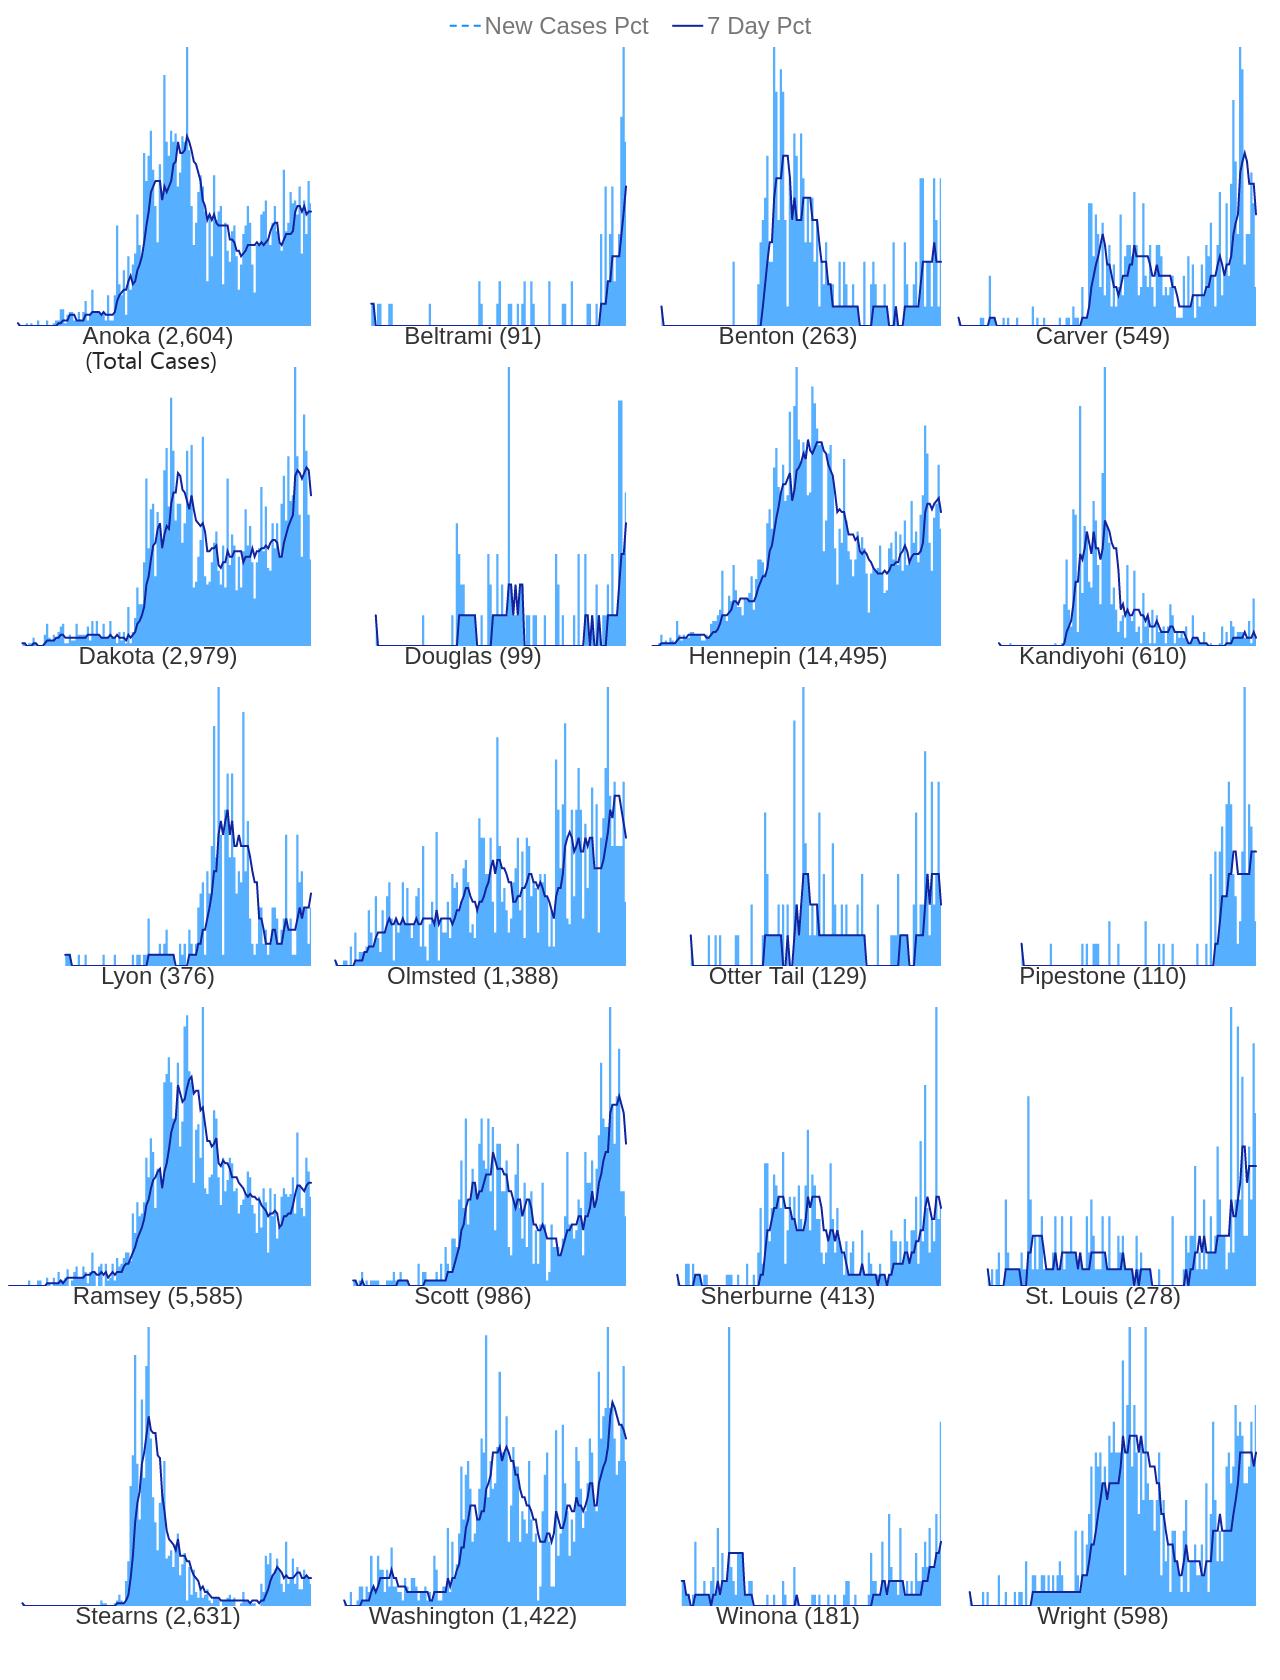 New Cases Pct 7 Day Pct
Anoka (2,604) Beltrami (91) Benton (263) Carver (549)
(Total Cases)
Dakota (2,979) Douglas (99) Hennepin (14,495) Kandiyohi (610)
Lyon (376) Olmsted (1,388) Otter Tail (129) Pipestone (110)
Ramsey (5,585) Scott (986) Sherburne (413) St. Louis (278)
Stearns (2,631) Washington (1,422) Winona (181) Wright (598)